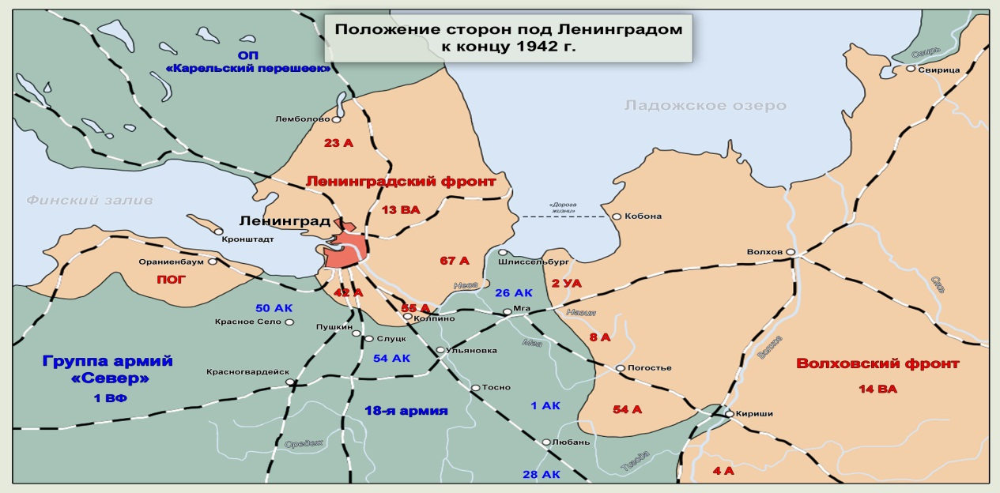 Положение сторон под Ленинградом
к концу 1942 г.
ОП
«Карельский перешеек»
Свирь
Свирица
Ладожское озеро
Лемболово
23 А
Ленинградский фронт
Финский залив
13 ВА
«Дорога
жизни»
Кобона
Ленинград
Кронштадт
Ораниенбаум
ПОГ
67 А
Шлиссельбург
Волхов
Нева
2 УА
Сясь
42 А
26 АК
50 АК
55 А
Мга
Назия
Красное Село
Колпино
Пушкин
Слуцк
8 А
Мга
Ульяновка
Волхов
Группа армий
«Север»
54 АК
Погостье
Волховский фронт
Красногвардейск
Тосно
14 ВА
1 ВФ
18-я армия
1 АК
54 А
Кириши
Оредеж
Любань
Тигода
28 АК
4 А